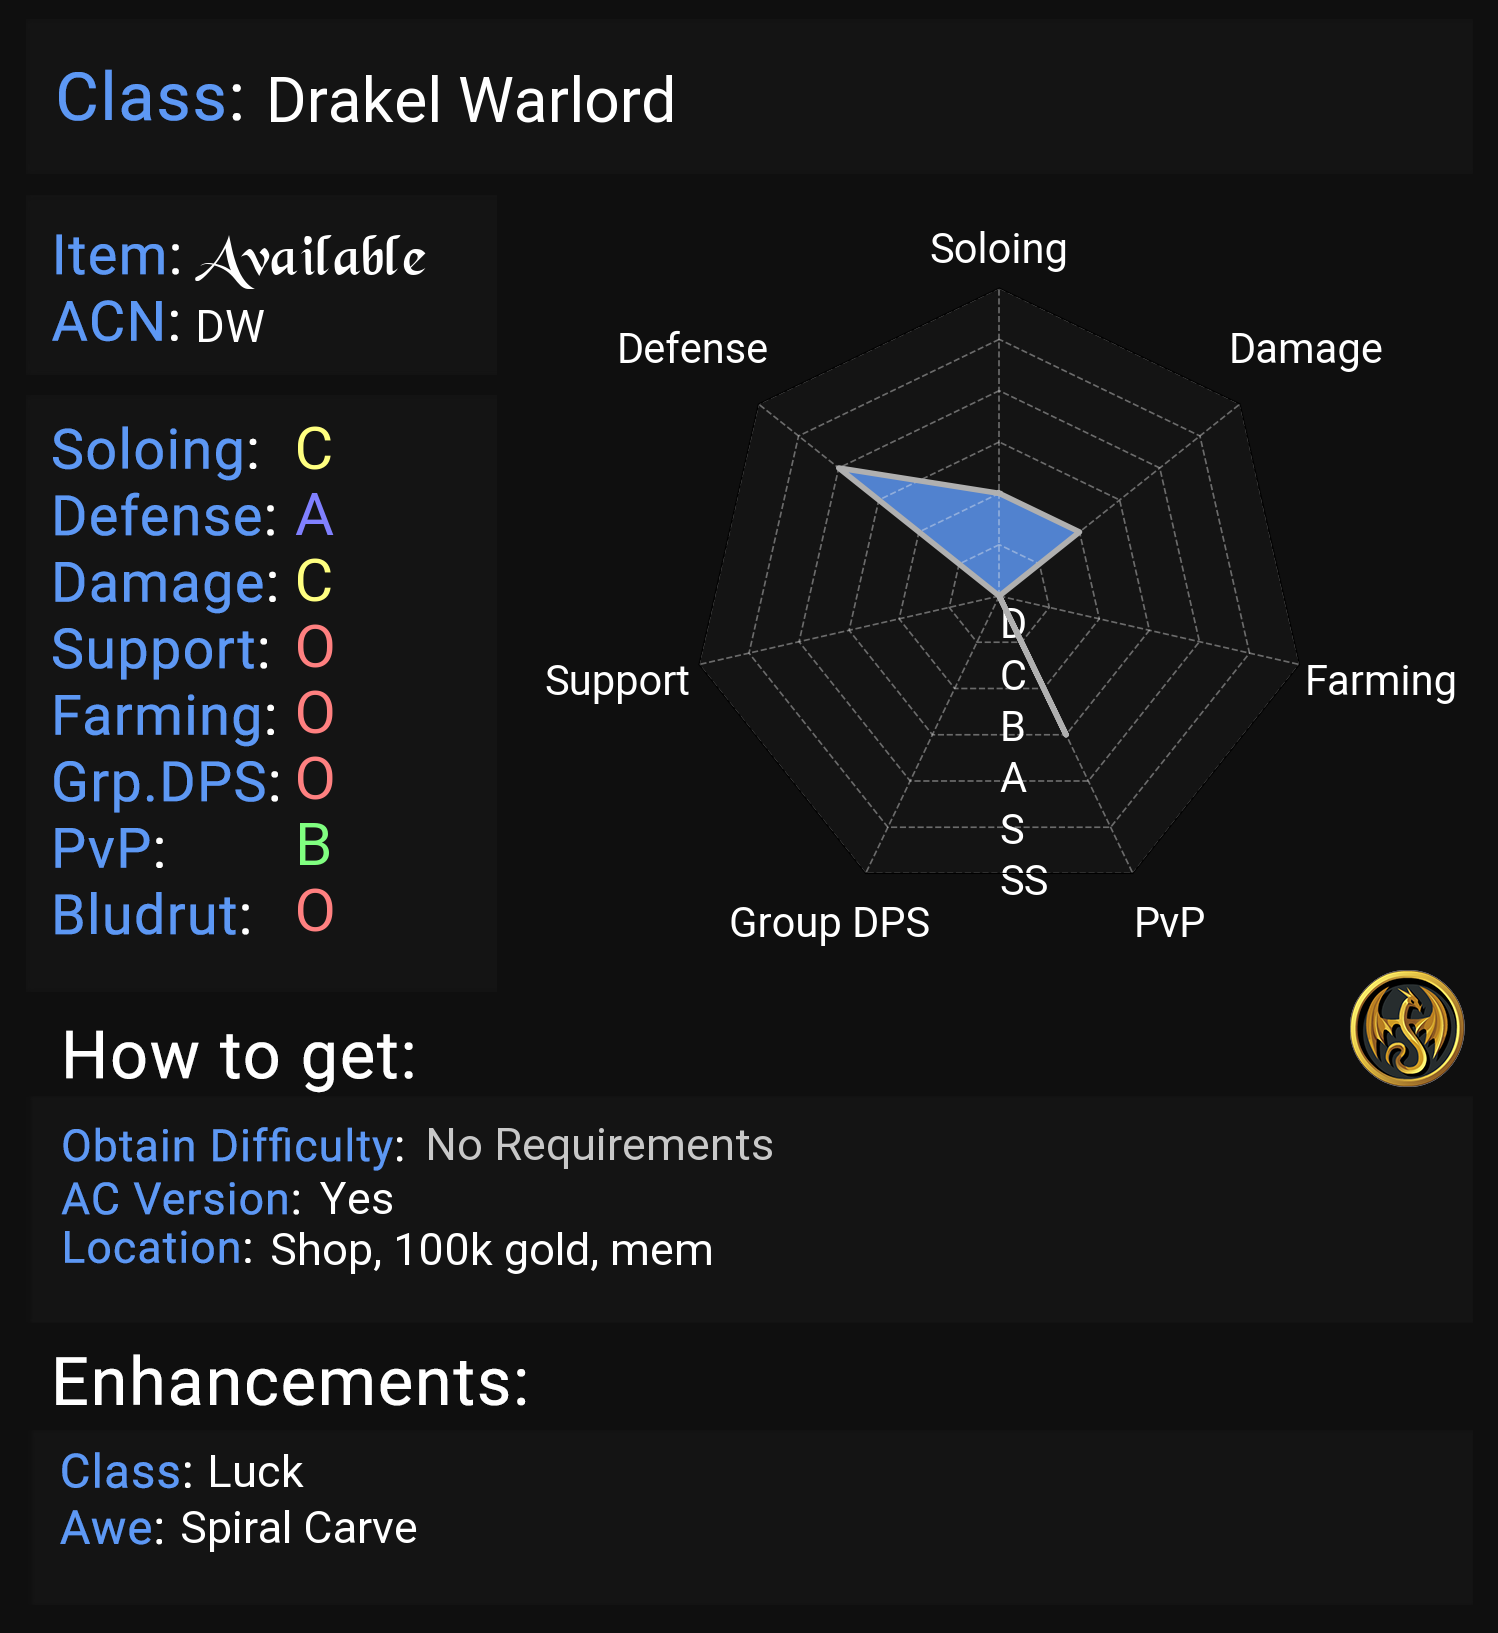 Class: Drakel Warlord
Item: Available
ACN: DW
Soloing: C
Defense: A
Damage: C
Support: O
Farming: O
Grp.DPS: O
PvP: B
Bludrut: O
Soloing
Defense
Damage
Support
Farming
D
C
B
A
S
SS
Group DPS
PvP
How to get:
Obtain Difficulty: No Requirements
AC Version: Yes
Location: Shop, 100k gold, mem
Enhancements:
Class: Luck
Awe: Spiral Carve